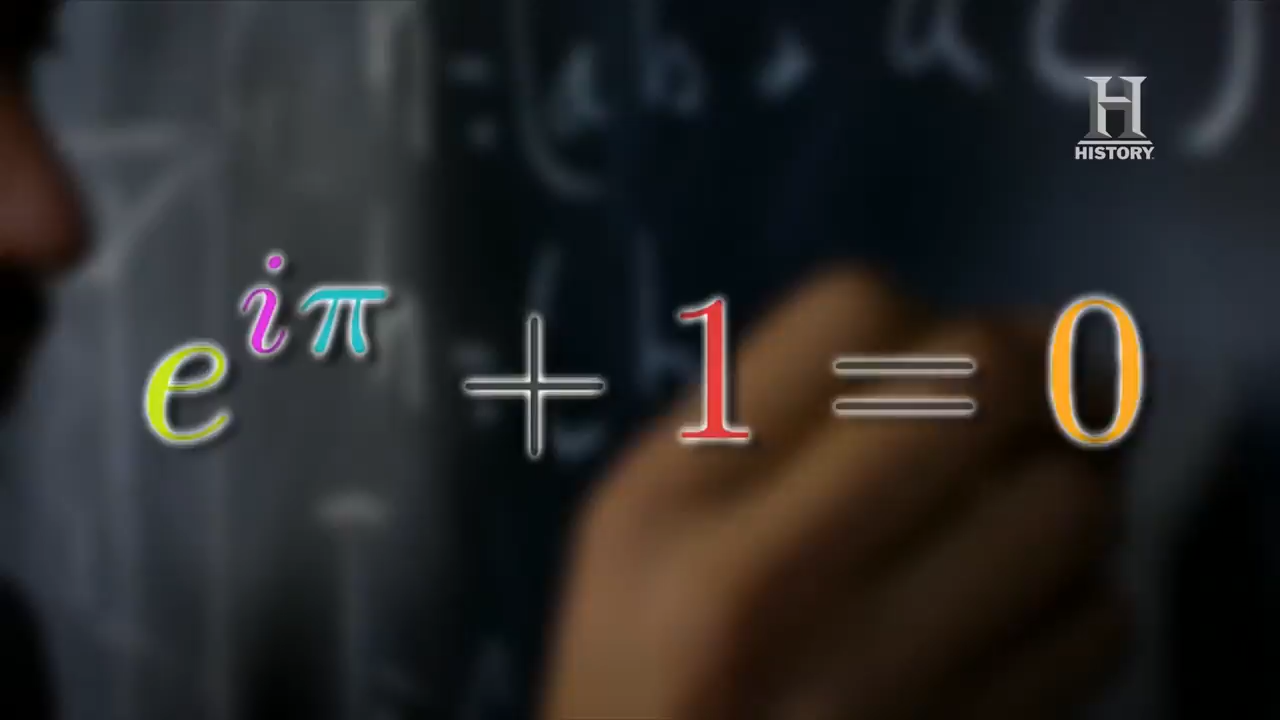 H
HISTORY
e^{iπ} + 1 = 0